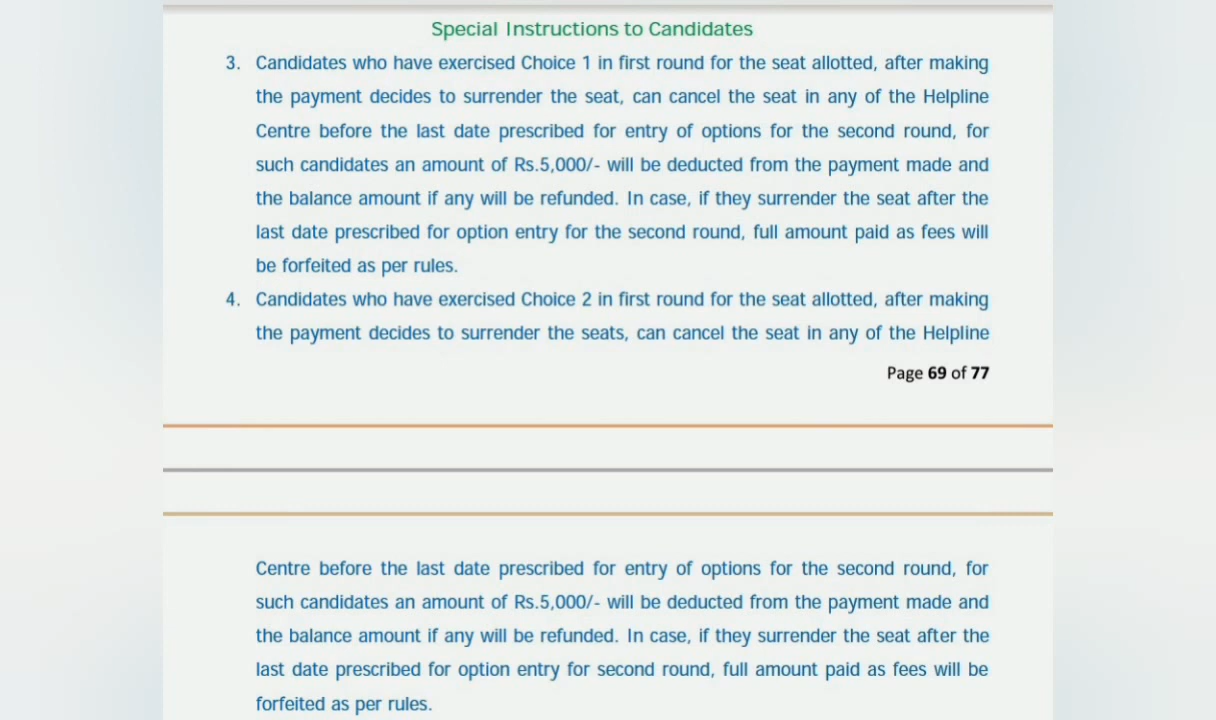 Special Instructions to Candidates
3. Candidates who have exercised Choice 1 in first round for the seat allotted, after making
the payment decides to surrender the seat, can cancel the seat in any of the Helpline
Centre before the last date prescribed for entry of options for the second round, for
such candidates an amount of Rs.5,000/- will be deducted from the payment made and
the balance amount if any will be refunded. In case, if they surrender the seat after the
last date prescribed for option entry for the second round, full amount paid as fees will
be forfeited as per rules.
4. Candidates who have exercised Choice 2 in first round for the seat allotted, after making
the payment decides to surrender the seats, can cancel the seat in any of the Helpline
Page 69 of 77
Centre before the last date prescribed for entry of options for the second round, for
such candidates an amount of Rs.5,000/- will be deducted from the payment made and
the balance amount if any will be refunded. In case, if they surrender the seat after the
last date prescribed for option entry for second round, full amount paid as fees will be
forfeited as per rules.